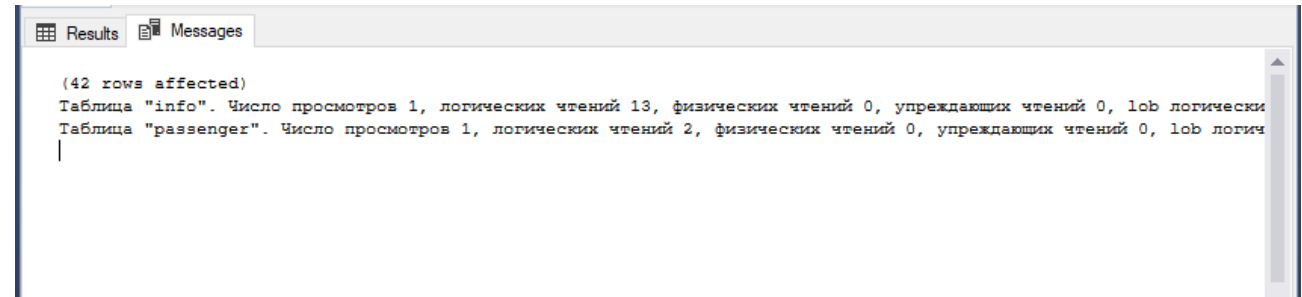 Results Messages
(42 rows affected)
Таблица "info". Число просмотров 1, логических чтений 13, физических чтений 0, упреждающих чтений 0, lob логически
Таблица "passenger". Число просмотров 1, логических чтений 2, физических чтений 0, упреждающих чтений 0, lob логич